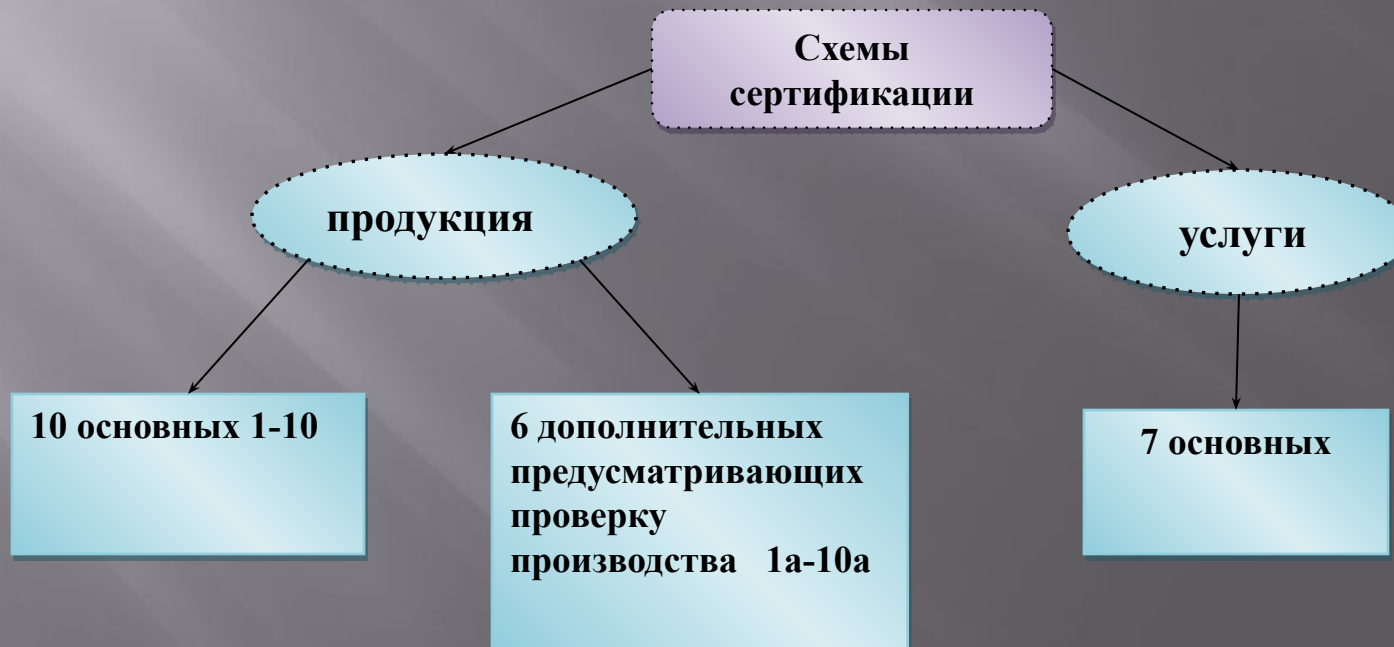 Схемы
сертификации
продукция
услуги
10 основных 1-10
6 дополнительных
предусматривающих
проверку
производства 1а-10а
7 основных